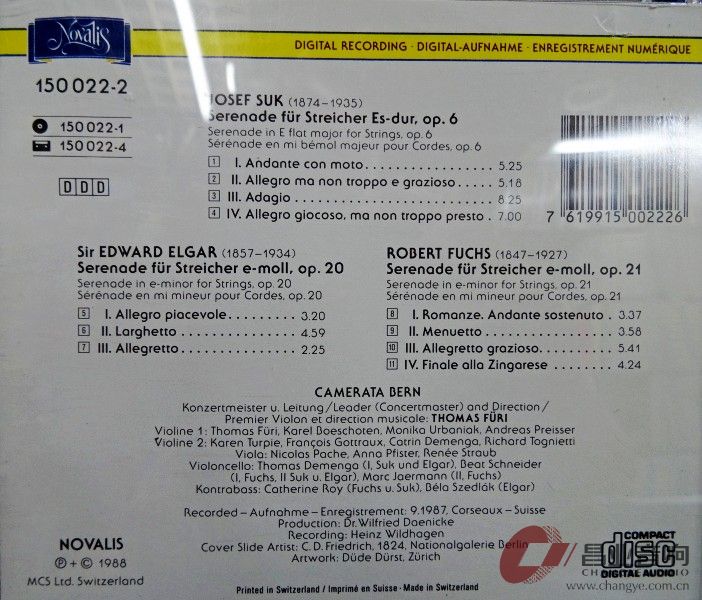 Novalis
DIGITAL RECORDING · DIGITAL-AUFNAHME · ENREGISTREMENT NUMÉRIQUE
150 022-2
150 022-1
150 022-4
DDD
JOSEF SUK (1874–1935)
Serenade für Streicher Es-dur, op. 6
Serenade in E flat major for Strings, op. 6
Sérénade en mi bémol majeur pour Cordes, op. 6
1 I. Andante con moto. . . . . . . . . . . . . . . . 5.25
2 II. Allegro ma non troppo e grazioso . . . . . 5.18
3 III. Adagio . . . . . . . . . . . . . . . . . . . . . . . . 8.25
4 IV. Allegro giocoso, ma non troppo presto . 7.00
7 619915 002226
Sir EDWARD ELGAR (1857–1934)
Serenade für Streicher e-moll, op. 20
Serenade in e-minor for Strings, op. 20
Sérénade en mi mineur pour Cordes, op. 20
5 I. Allegro piacevole. . . . . . . . . 3.20
6 II. Larghetto . . . . . . . . . . . . . . 4.59
7 III. Allegretto . . . . . . . . . . . . . . 2.25
ROBERT FUCHS (1847–1927)
Serenade für Streicher e-moll, op. 21
Serenade in e-minor for Strings, op. 21
Sérénade en mi mineur pour Cordes, op. 21
8 I. Romanze. Andante sostenuto . 3.37
9 II. Menuetto . . . . . . . . . . . . . . . 3.58
10 III. Allegretto grazioso. . . . . . . . . 5.41
11 IV. Finale alla Zingarese . . . . . . . . 4.24
CAMERATA BERN
Konzertmeister u. Leitung/Leader (Concertmaster) and Direction/
Premier Violon et direction musicale: THOMAS FÜRI
Violine 1: Thomas Füri, Karel Boeschoten, Monika Urbaniak, Andreas Preisser
Violine 2: Karen Turpie, François Gottraux, Catrin Demenga, Richard Tognietti
Viola: Nicolas Pache, Anna Pfister, Renée Straub
Violoncello: Thomas Demenga (I, Suk und Elgar), Beat Schneider
(I, Fuchs, II Suk u. Elgar), Marc Jaermann (II, Fuchs)
Kontrabass: Catherine Roy (Fuchs u. Suk), Béla Szedlák (Elgar)
Recorded – Aufnahme – Enregistrement: 9.1987, Corseaux - Suisse
Production: Dr. Wilfried Daenicke
Recording: Heinz Wildhagen
Cover Slide Artist: C. D. Friedrich, 1824, Nationalgalerie Berlin
Artwork: Düde Dürst, Zürich
NOVALIS
℗ + © 1988
MCS Ltd. Switzerland
Printed in Switzerland / Imprimé en Suisse · Made in Switzerland
COMPACT
disc
DIGITAL AUDIO
www.changye.com.cn